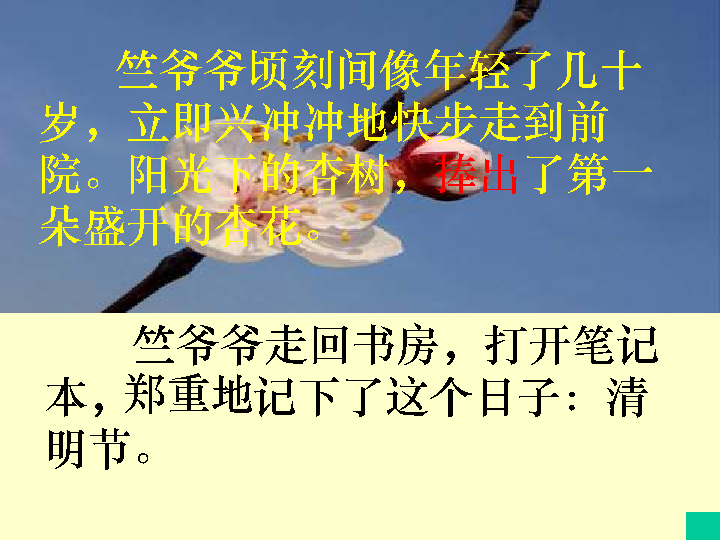 竺爷爷顷刻间像年轻了几十
岁，立即兴冲冲地快步走到前
院。阳光下的杏树，捧出了第一
朵盛开的杏花。
竺爷爷走回书房，打开笔记
本，郑重地记下了这个日子：清
明节。